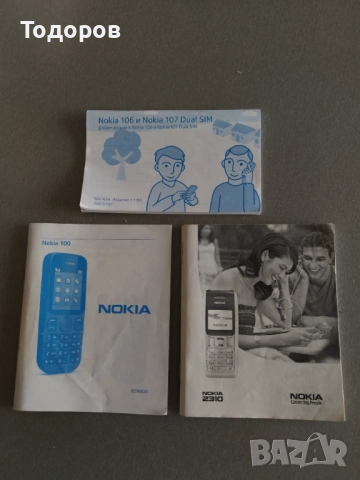 Тодоров
Nokia 106 и Nokia 107 Dual SIM
Nokia 100
NOKIA
NOKIA
2310
NOKIA
Connecting People
BAZAR